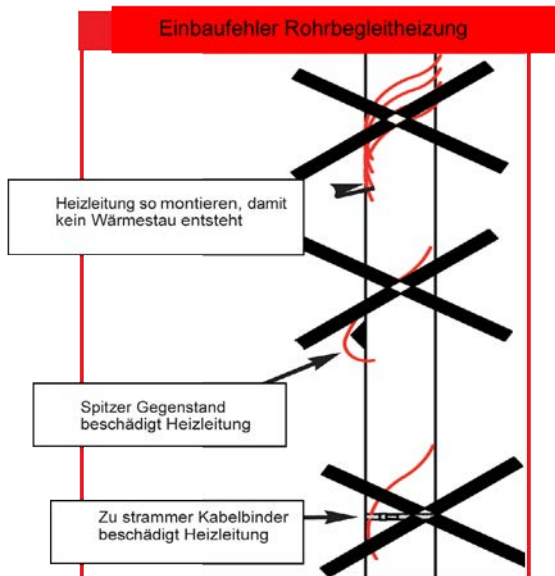 Einbaufehler Rohrbegleitheizung
Heizleitung so montieren, damit
kein Wärmestau entsteht
Spitzer Gegenstand
beschädigt Heizleitung
Zu strammer Kabelbinder
beschädigt Heizleitung